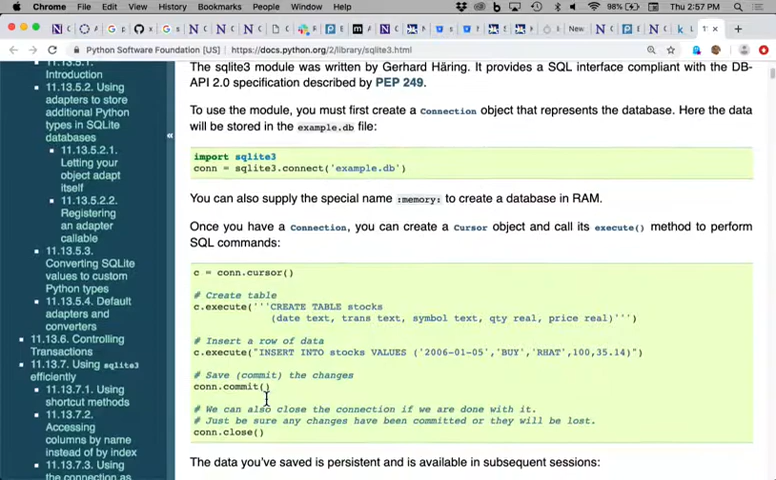 Chrome File Edit View History Bookmarks People Window Help
98% Thu 2:57 PM
Python Software Foundation [US] https://docs.python.org/2/library/sqlite3.html
11.13.5.1.
Introduction
11.13.5.2. Using
adapters to store
additional Python
types in SQLite
databases
11.13.5.2.1.
Letting your
object adapt
itself
11.13.5.2.2.
Registering
an adapter
callable
11.13.5.3.
Converting SQLite
values to custom
Python types
11.13.5.4. Default
adapters and
converters
11.13.6. Controlling
Transactions
11.13.7. Using sqlite3
efficiently
11.13.7.1. Using
shortcut methods
11.13.7.2.
Accessing
columns by name
instead of by index
11.13.7.3. Using
the connection as
«
The sqlite3 module was written by Gerhard Häring. It provides a SQL interface compliant with the DB-
API 2.0 specification described by PEP 249.
To use the module, you must first create a Connection object that represents the database. Here the data
will be stored in the example.db file:
import sqlite3
conn = sqlite3.connect('example.db')
You can also supply the special name :memory: to create a database in RAM.
Once you have a Connection, you can create a Cursor object and call its execute() method to perform
SQL commands:
c = conn.cursor()
# Create table
c.execute('''CREATE TABLE stocks
(date text, trans text, symbol text, qty real, price real)''')
# Insert a row of data
c.execute("INSERT INTO stocks VALUES ('2006-01-05','BUY','RHAT',100,35.14)")
# Save (commit) the changes
conn.commit()
# We can also close the connection if we are done with it.
# Just be sure any changes have been committed or they will be lost.
conn.close()
The data you've saved is persistent and is available in subsequent sessions: